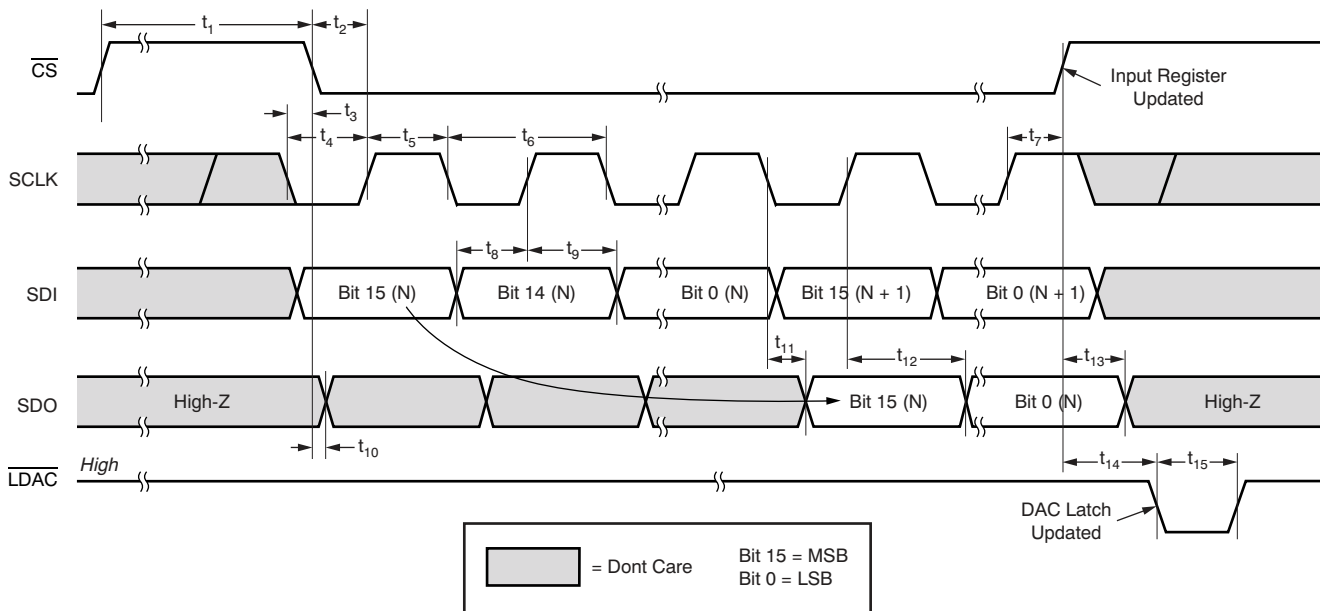 t₁
t₂
C̅S̅
Input Register
Updated
t₃
t₄
t₅
t₆
t₇
SCLK
t₈
t₉
SDI
Bit 15 (N)
Bit 14 (N)
Bit 0 (N)
Bit 15 (N + 1)
Bit 0 (N + 1)
t₁₁
t₁₂
t₁₃
SDO
High-Z
Bit 15 (N)
Bit 0 (N)
High-Z
t₁₀
High
L̅D̅A̅C̅
t₁₄
t₁₅
DAC Latch
Updated
= Dont Care
Bit 15 = MSB
Bit 0 = LSB